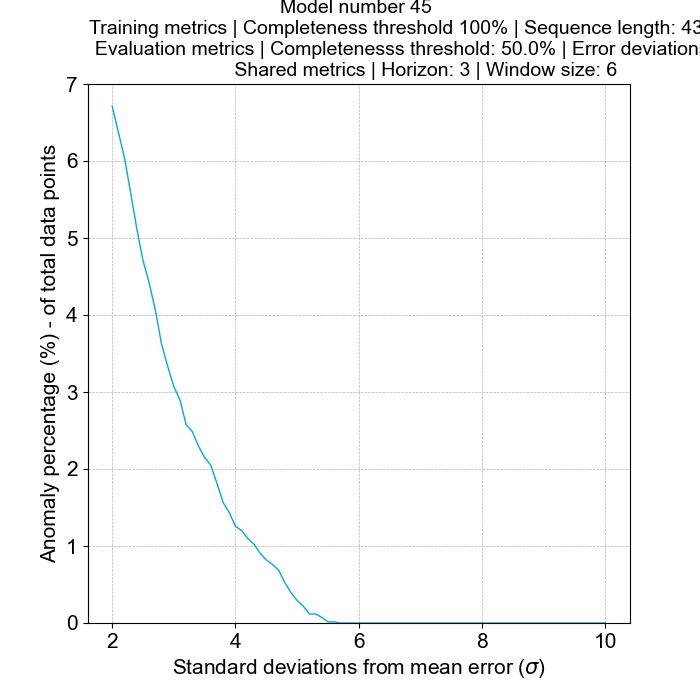 Model number 45
Training metrics | Completeness threshold 100% | Sequence length: 43
Evaluation metrics | Completenesss threshold: 50.0% | Error deviation
Shared metrics | Horizon: 3 | Window size: 6
7
6
5
4
3
2
1
0
Anomaly percentage (%) - of total data points
2 4 6 8 10
Standard deviations from mean error (σ)